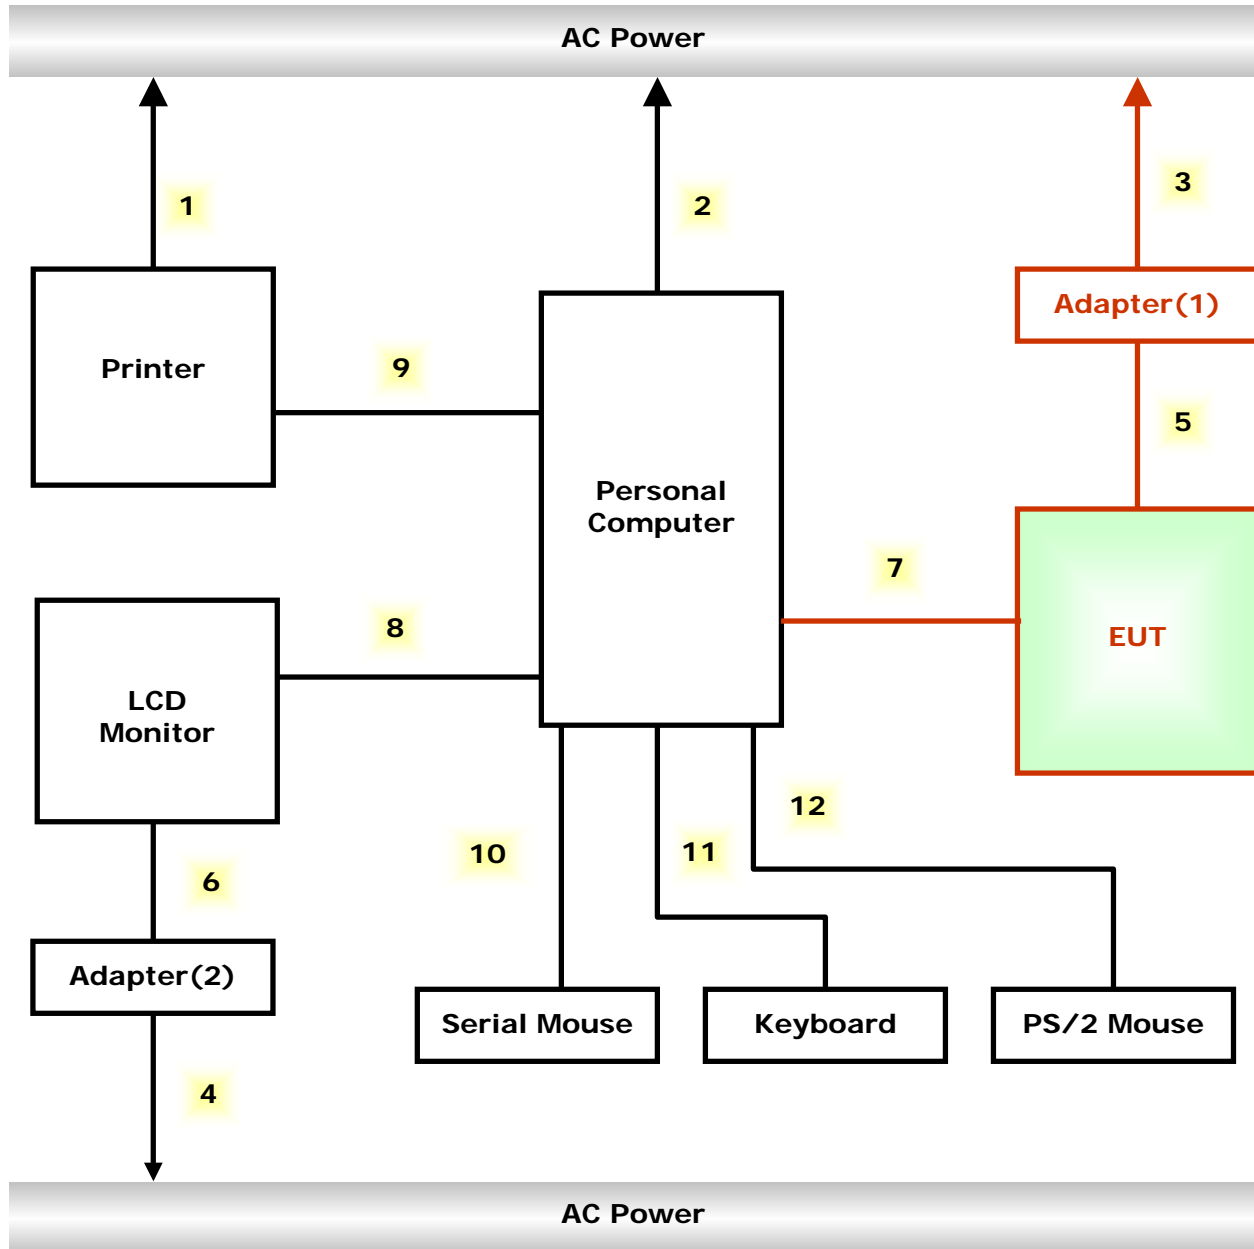 AC Power
1
2
3
Adapter(1)
Printer
9
5
Personal
Computer
7
8
EUT
LCD
Monitor
12
10
11
6
Adapter(2)
Serial Mouse
Keyboard
PS/2 Mouse
4
AC Power